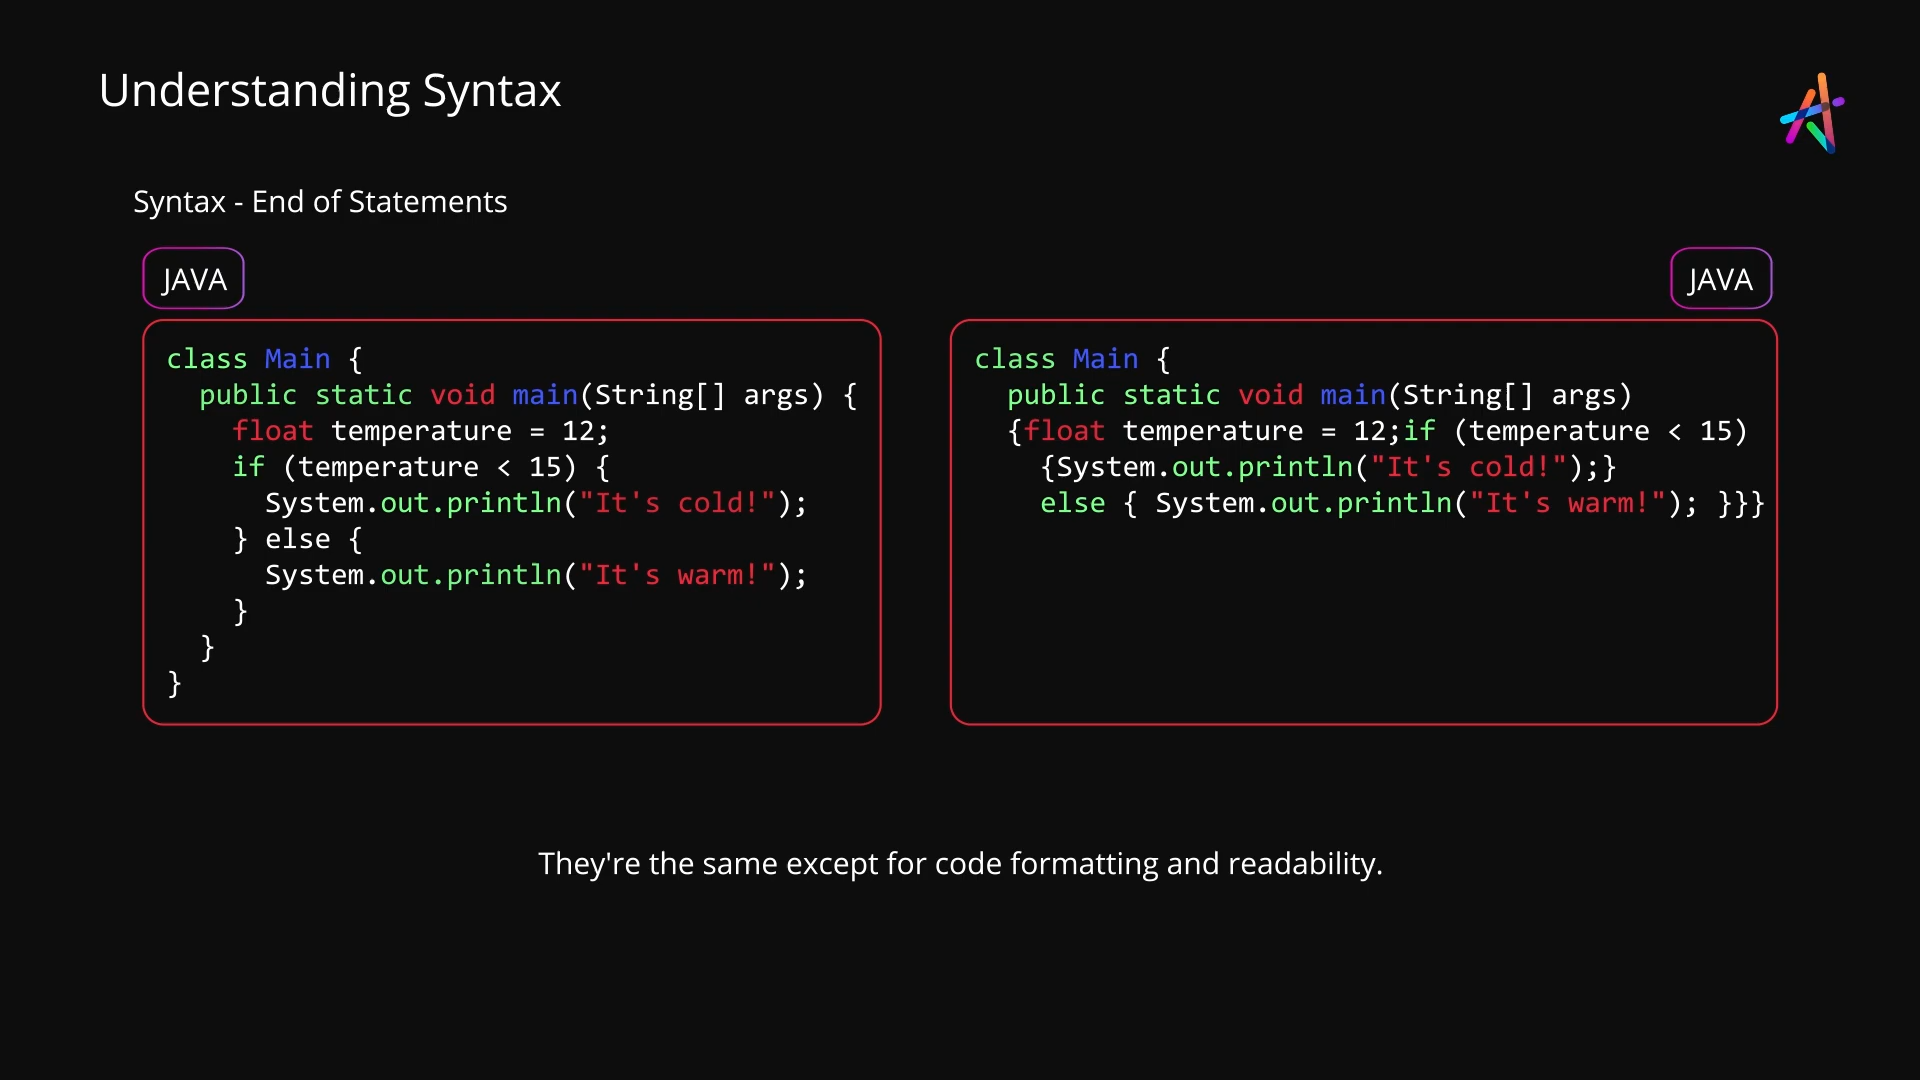 Understanding Syntax
Syntax - End of Statements
JAVA
class Main {
  public static void main(String[] args) {
    float temperature = 12;
    if (temperature < 15) {
      System.out.println("It's cold!");
    } else {
      System.out.println("It's warm!");
    }
  }
}
JAVA
class Main {
  public static void main(String[] args)
  {float temperature = 12;if (temperature < 15)
    {System.out.println("It's cold!");}
    else { System.out.println("It's warm!"); }}}
They're the same except for code formatting and readability.